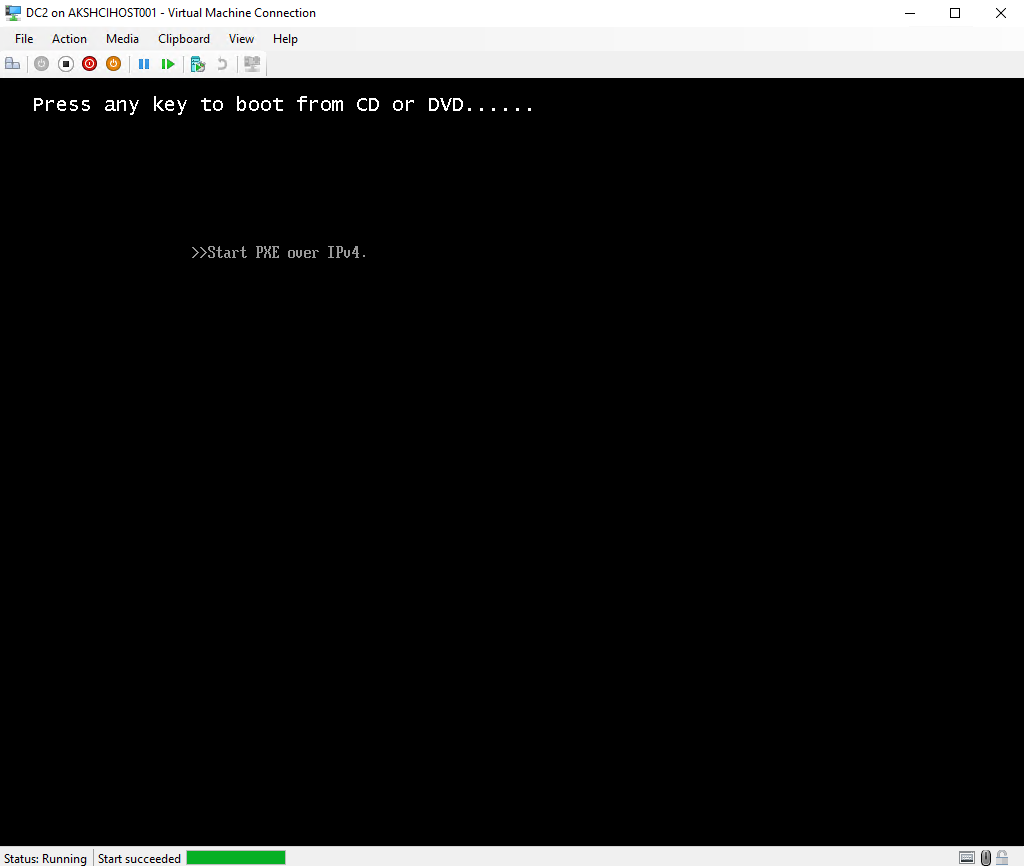 DC2 on AKSHCIHOST001 - Virtual Machine Connection
File Action Media Clipboard View Help
Press any key to boot from CD or DVD......
>>Start PXE over IPv4.
Status: Running Start succeeded